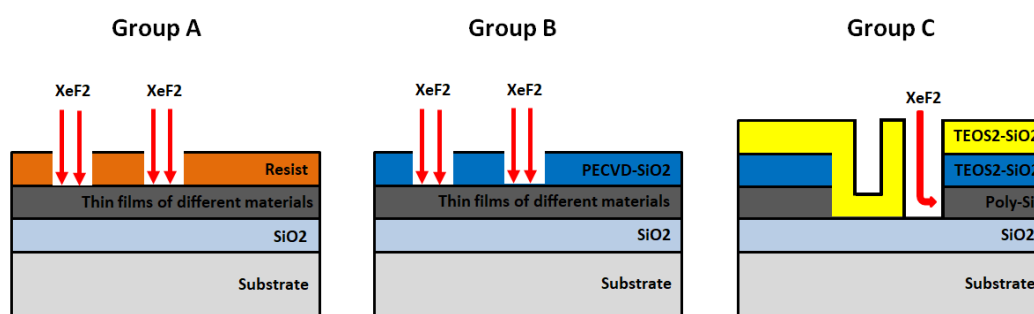 Group A
XeF2
XeF2
Resist
Thin films of different materials
SiO2
Substrate
Group B
XeF2
XeF2
PECVD-SiO2
Thin films of different materials
SiO2
Substrate
Group C
XeF2
TEOS2-SiO2
TEOS2-SiO2
Poly-Si
SiO2
Substrate